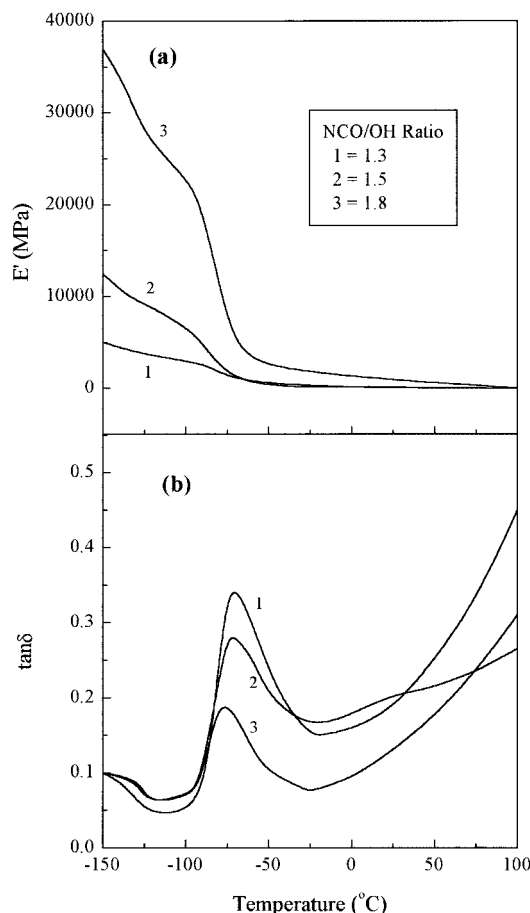 (a)
40000
30000
20000
10000
0
E' (MPa)
NCO/OH Ratio
1 = 1.3
2 = 1.5
3 = 1.8
3
2
1
(b)
0.5
0.4
0.3
0.2
0.1
0.0
tanδ
1
2
3
-150
-100
-50
0
50
100
Temperature (°C)